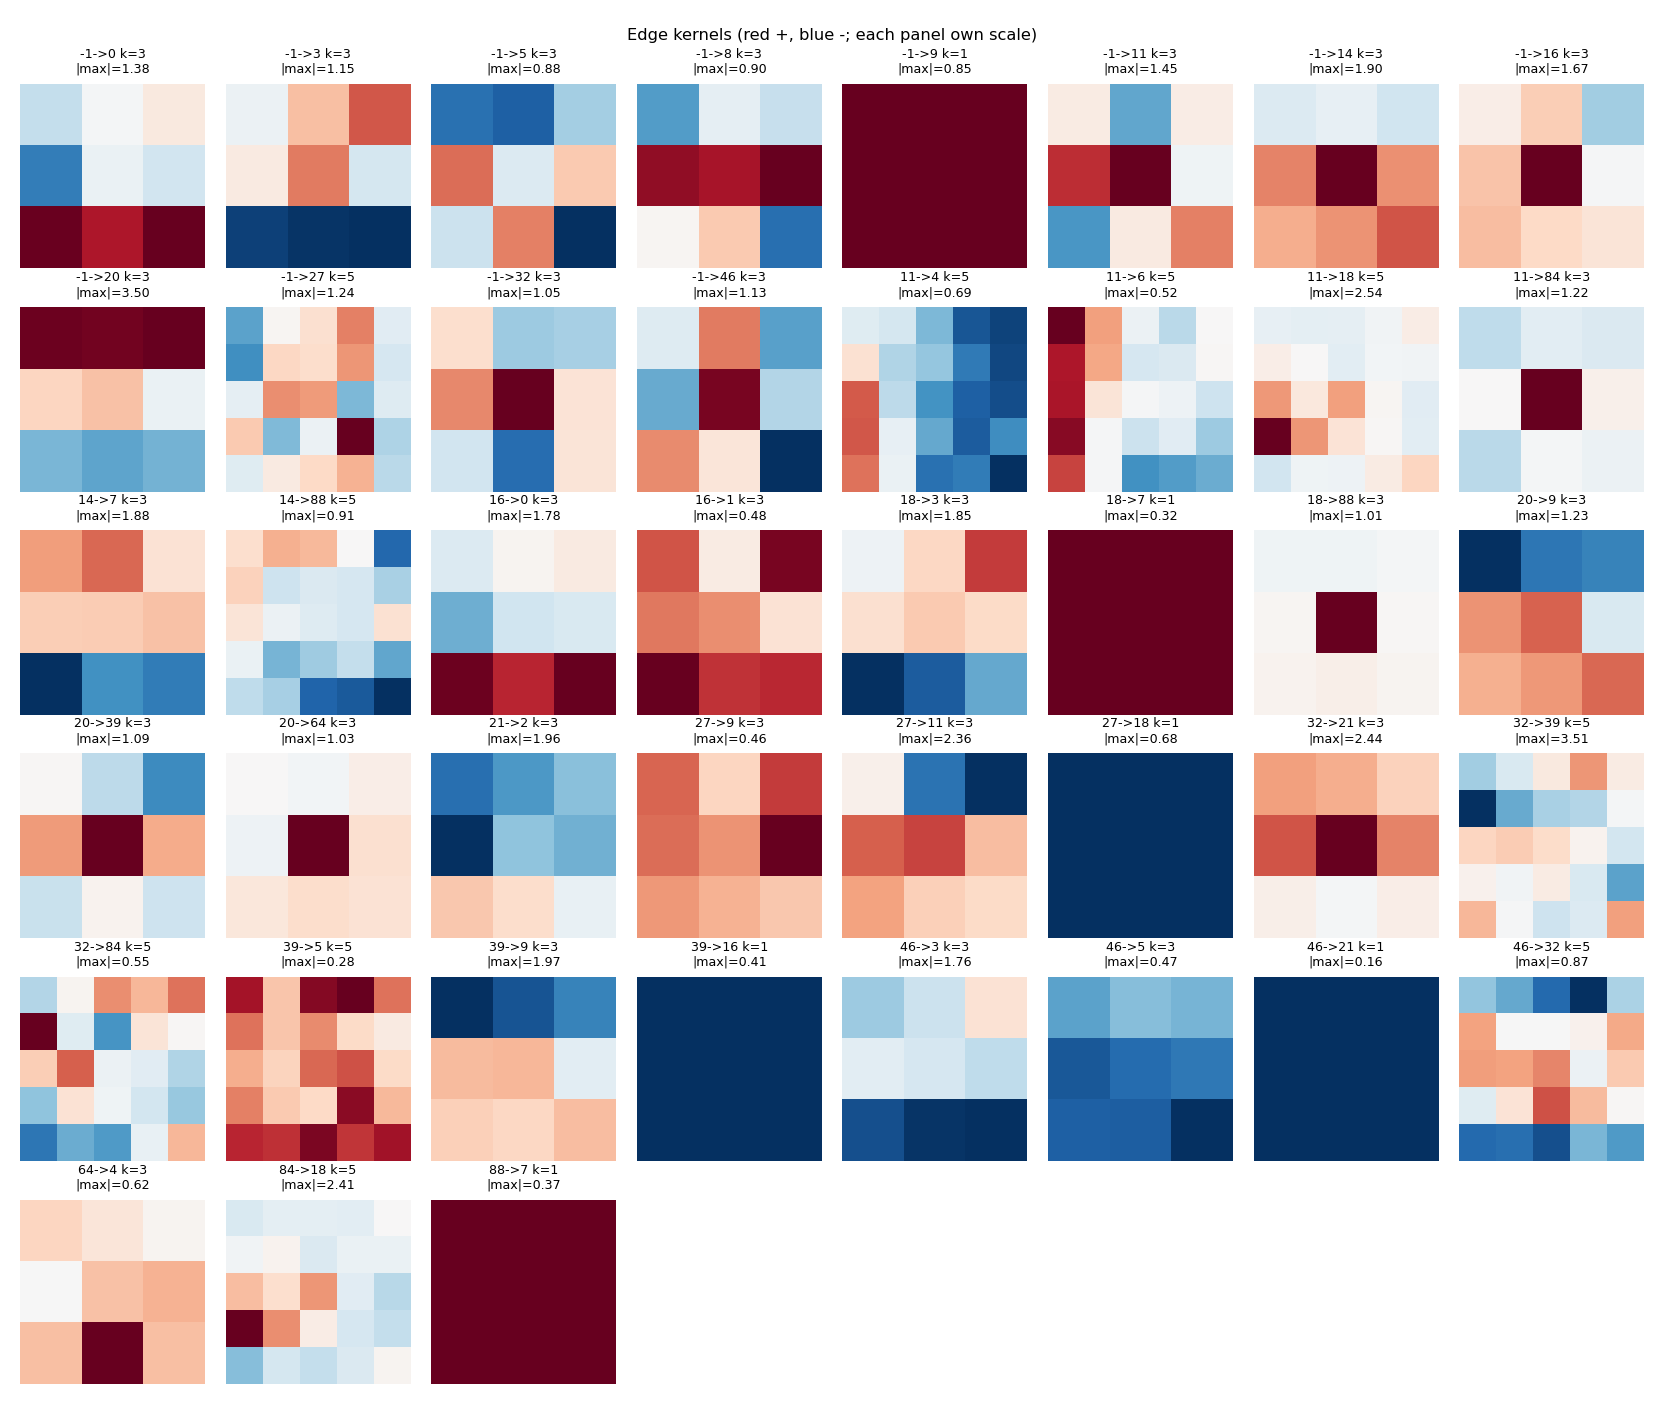 Edge kernels (red +, blue -; each panel own scale)
-1->0 k=3
|max|=1.38
-1->3 k=3
|max|=1.15
-1->5 k=3
|max|=0.88
-1->8 k=3
|max|=0.90
-1->9 k=1
|max|=0.85
-1->11 k=3
|max|=1.45
-1->14 k=3
|max|=1.90
-1->16 k=3
|max|=1.67
-1->20 k=3
|max|=3.50
-1->27 k=5
|max|=1.24
-1->32 k=3
|max|=1.05
-1->46 k=3
|max|=1.13
11->4 k=5
|max|=0.69
11->6 k=5
|max|=0.52
11->18 k=5
|max|=2.54
11->84 k=3
|max|=1.22
14->7 k=3
|max|=1.88
14->88 k=5
|max|=0.91
16->0 k=3
|max|=1.78
16->1 k=3
|max|=0.48
18->3 k=3
|max|=1.85
18->7 k=1
|max|=0.32
18->88 k=3
|max|=1.01
20->9 k=3
|max|=1.23
20->39 k=3
|max|=1.09
20->64 k=3
|max|=1.03
21->2 k=3
|max|=1.96
27->9 k=3
|max|=0.46
27->11 k=3
|max|=2.36
27->18 k=1
|max|=0.68
32->21 k=3
|max|=2.44
32->39 k=5
|max|=3.51
32->84 k=5
|max|=0.55
39->5 k=5
|max|=0.28
39->9 k=3
|max|=1.97
39->16 k=1
|max|=0.41
46->3 k=3
|max|=1.76
46->5 k=3
|max|=0.47
46->21 k=1
|max|=0.16
46->32 k=5
|max|=0.87
64->4 k=3
|max|=0.62
84->18 k=5
|max|=2.41
88->7 k=1
|max|=0.37